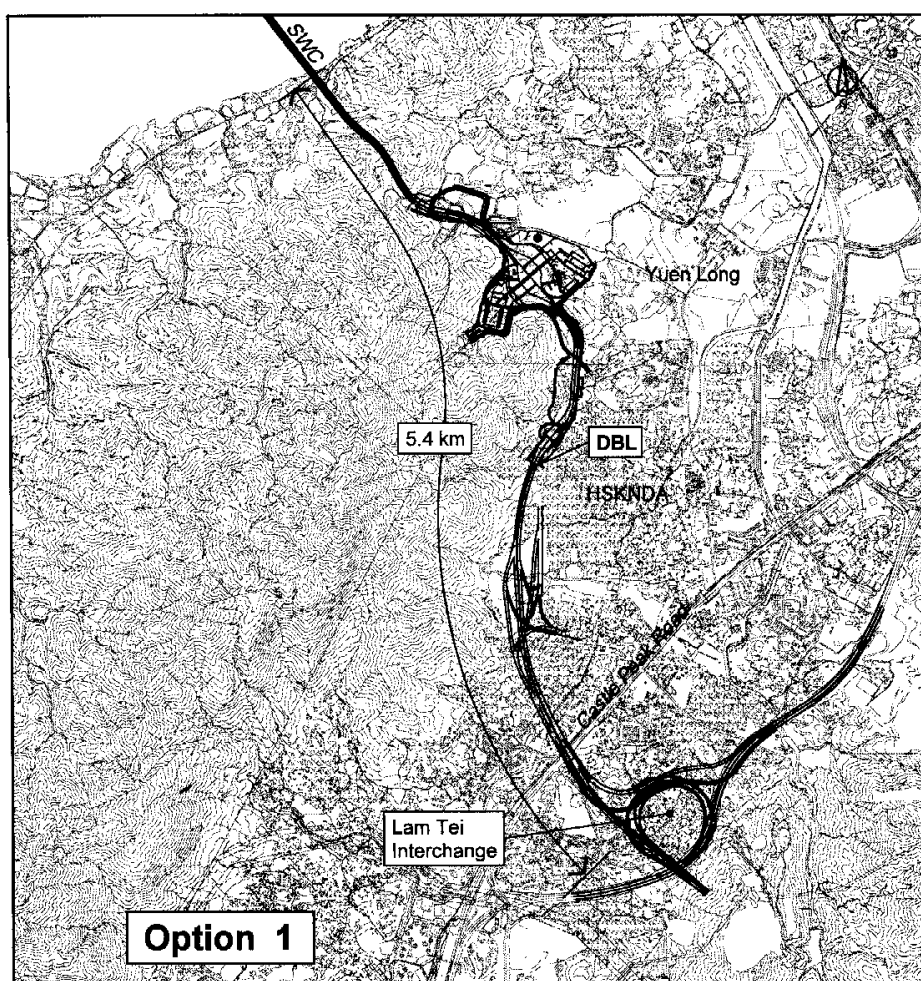 SWC
Yuen Long
5.4 km
DBL
HSKNDA
Castle Peak Road
Lam Tei
Interchange
Option 1